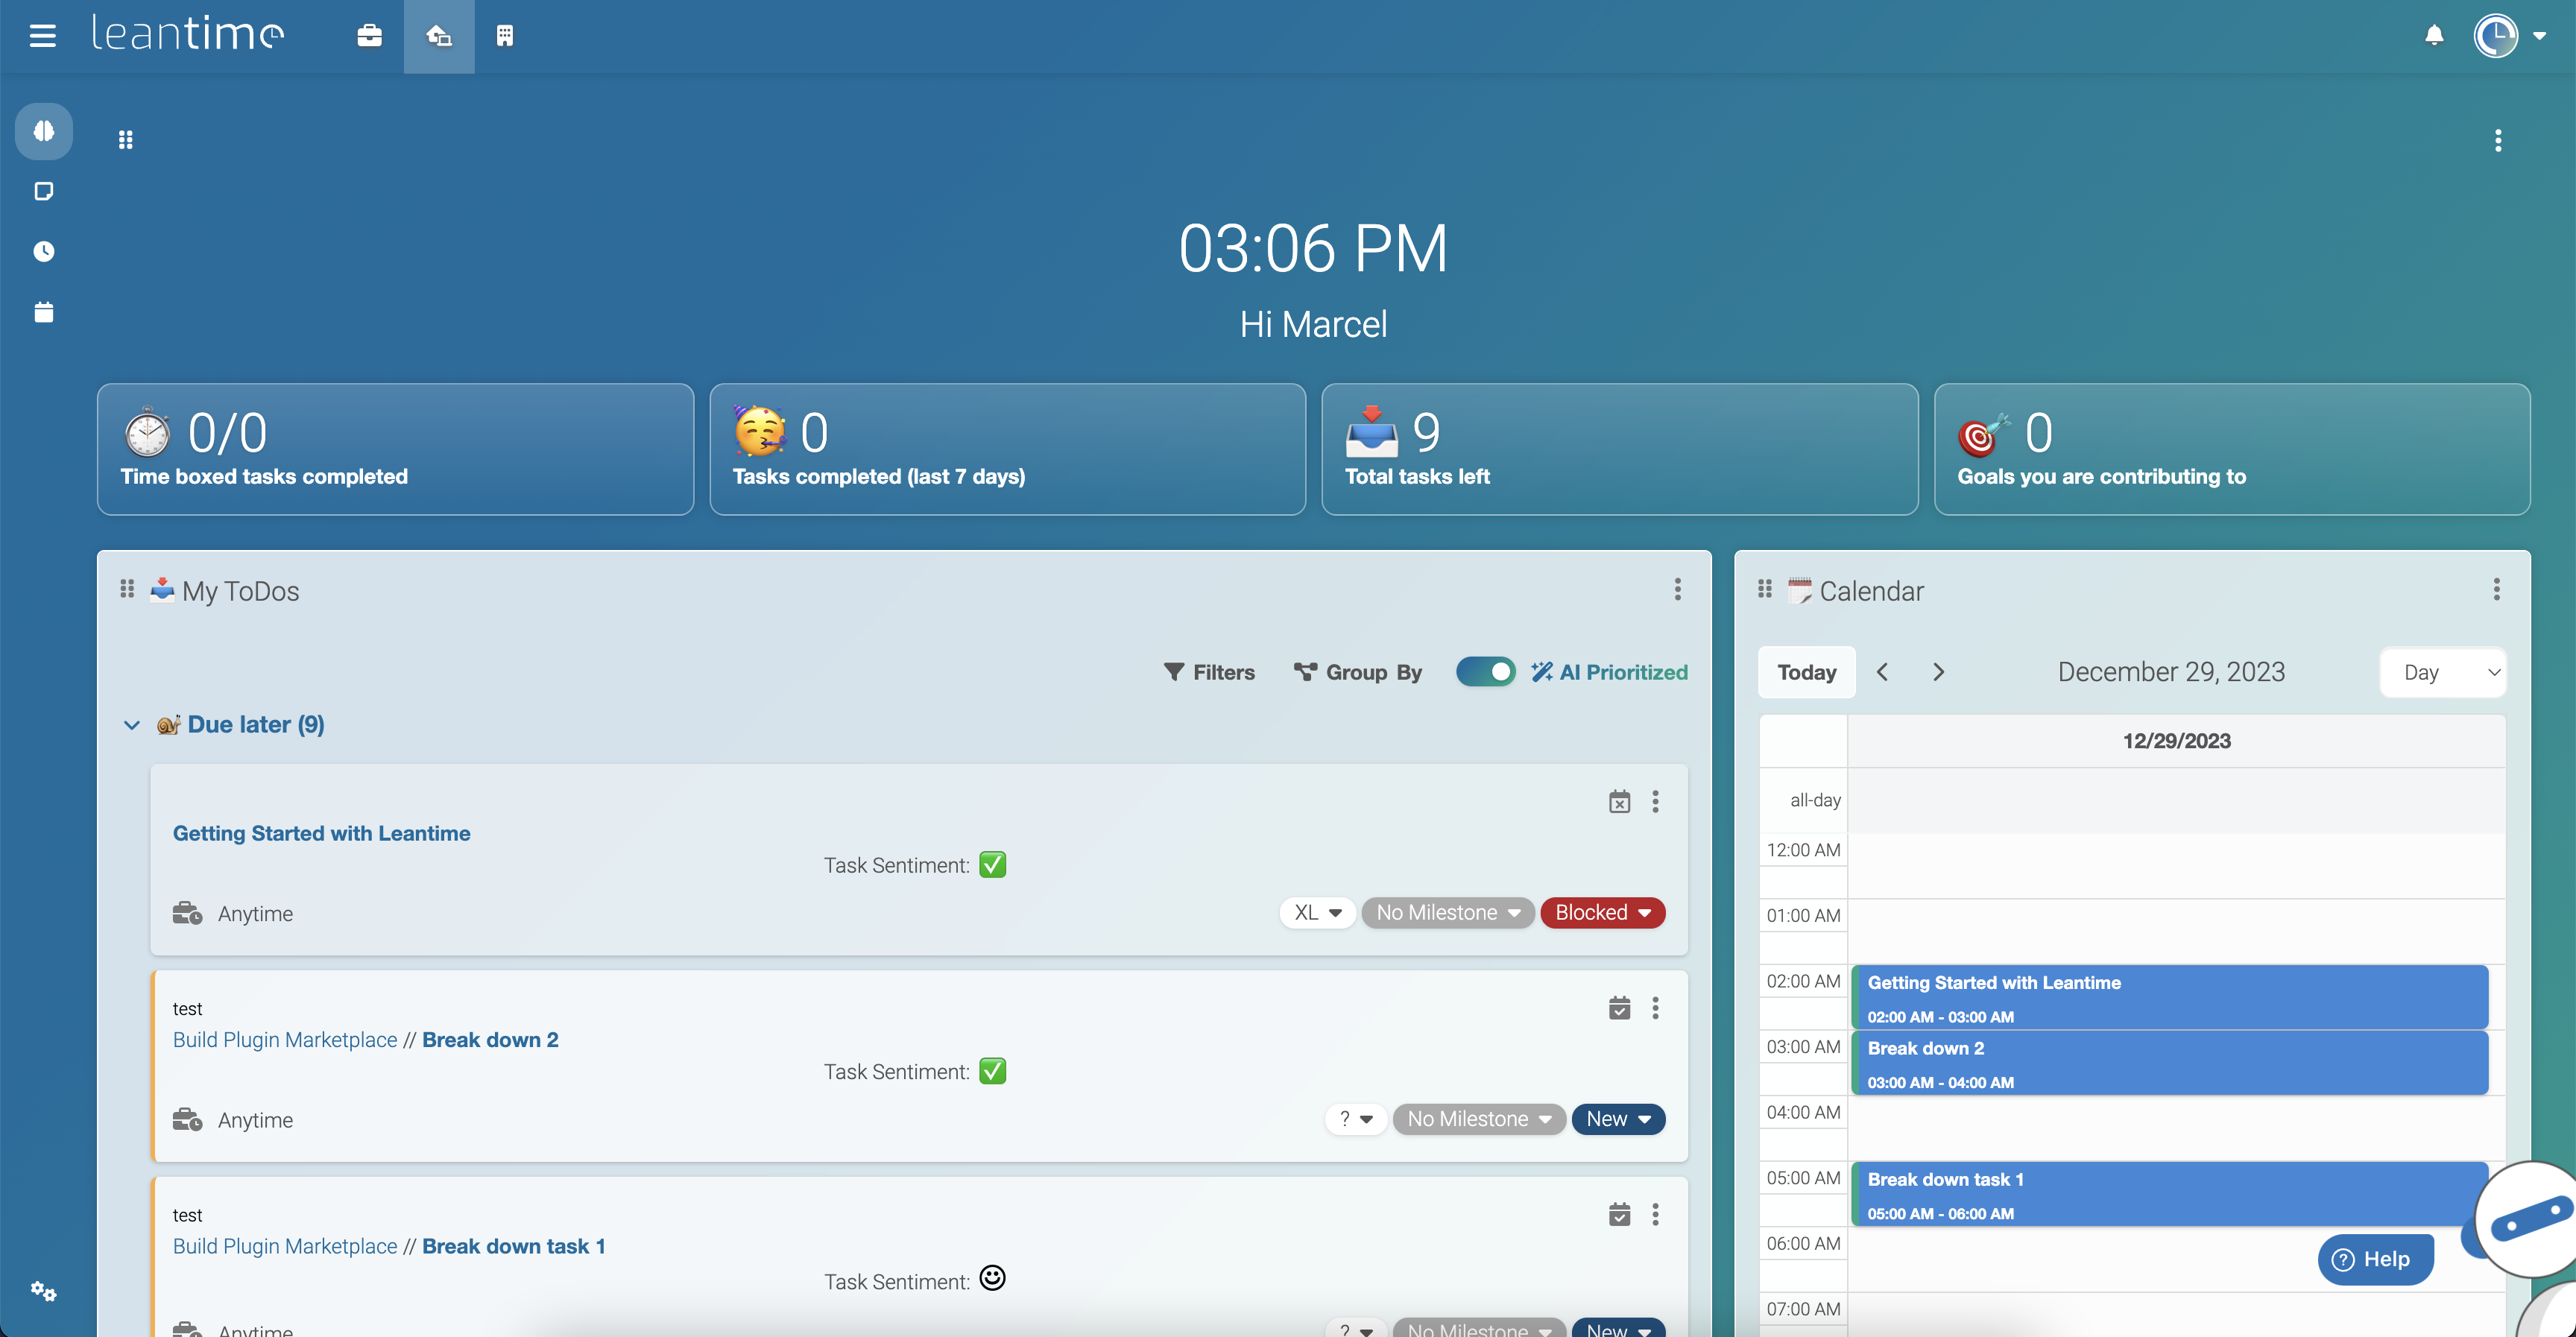 leantime
03:06 PM
Hi Marcel
0/0
Time boxed tasks completed
0
Tasks completed (last 7 days)
9
Total tasks left
0
Goals you are contributing to
My ToDos
Filters
Group By
AI Prioritized
Due later (9)
Getting Started with Leantime
Task Sentiment:
Anytime
XL
No Milestone
Blocked
test
Build Plugin Marketplace // Break down 2
Task Sentiment:
Anytime
?
No Milestone
New
test
Build Plugin Marketplace // Break down task 1
Task Sentiment:
Anytime
?
No Milestone
New
Calendar
Today
December 29, 2023
Day
12/29/2023
all-day
12:00 AM
01:00 AM
02:00 AM
Getting Started with Leantime
02:00 AM - 03:00 AM
03:00 AM
Break down 2
03:00 AM - 04:00 AM
04:00 AM
05:00 AM
Break down task 1
05:00 AM - 06:00 AM
06:00 AM
? Help
07:00 AM